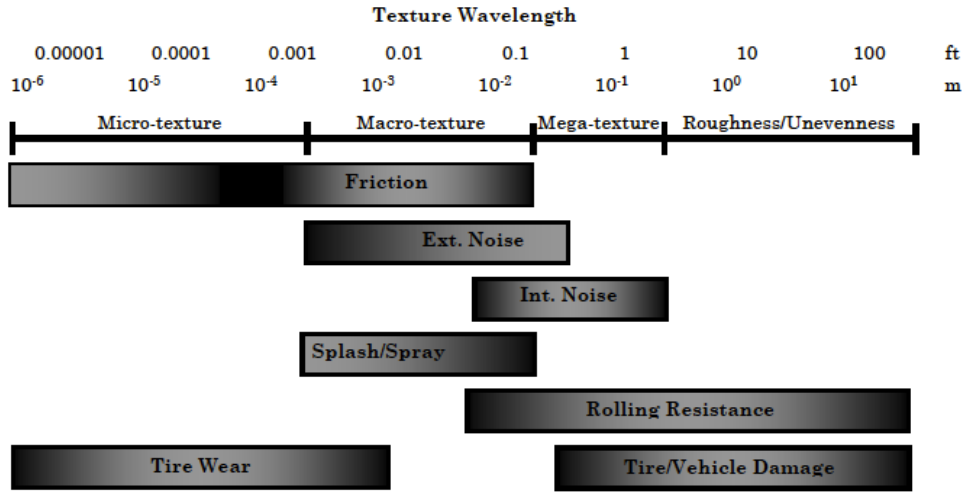 Texture Wavelength
0.00001 0.0001 0.001 0.01 0.1 1 10 100 ft
10⁻⁶ 10⁻⁵ 10⁻⁴ 10⁻³ 10⁻² 10⁻¹ 10⁰ 10¹ m
Micro-texture Macro-texture Mega-texture Roughness/Unevenness
Friction
Ext. Noise
Int. Noise
Splash/Spray
Rolling Resistance
Tire Wear Tire/Vehicle Damage